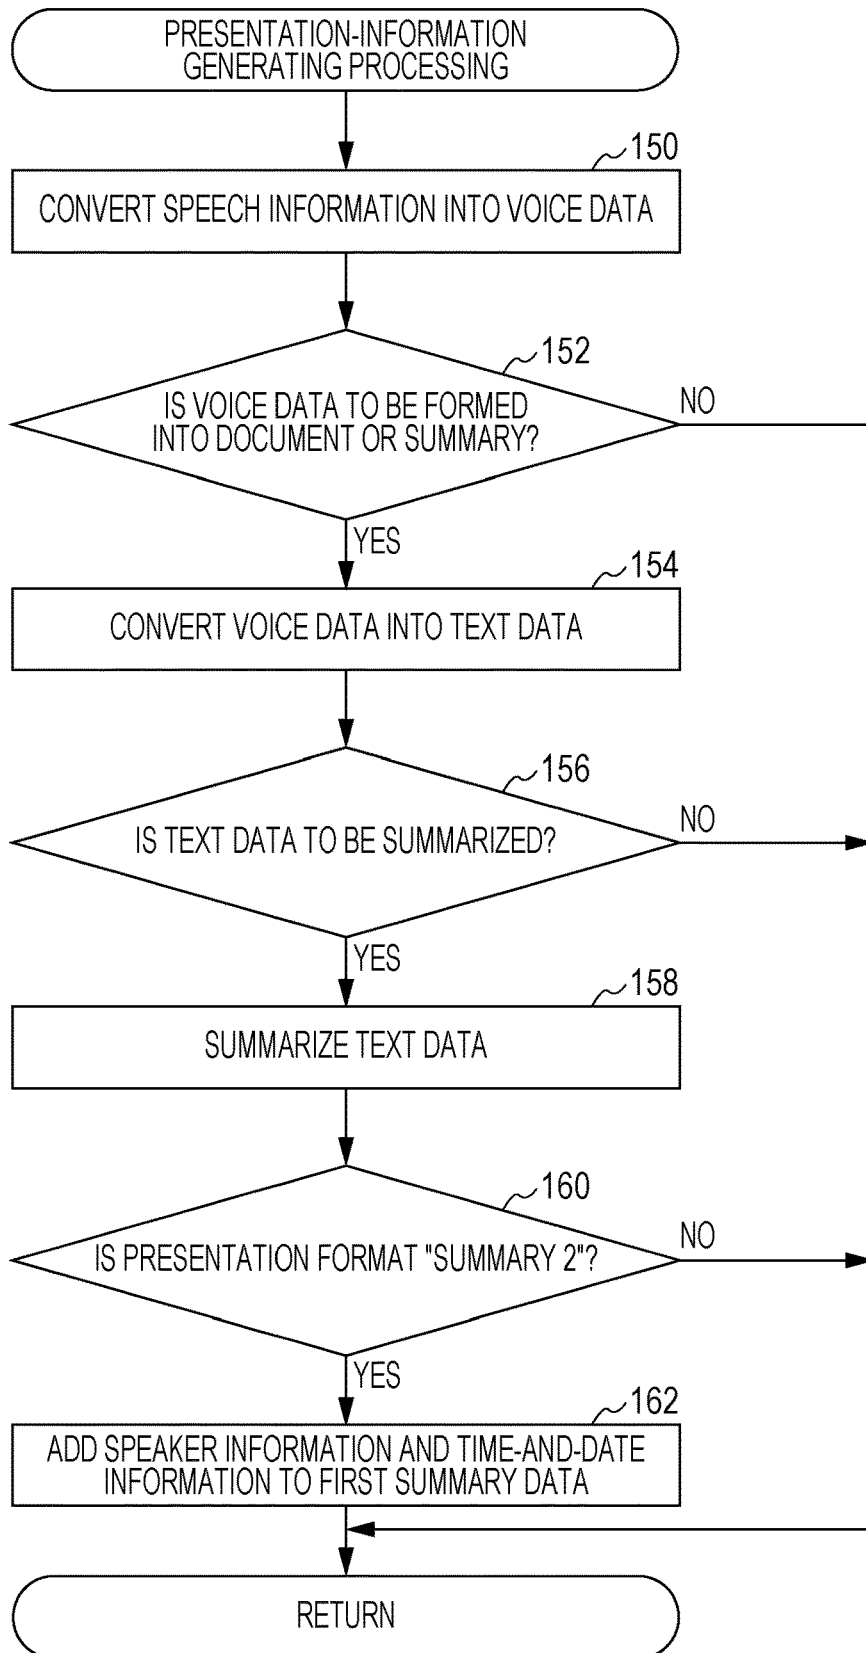 PRESENTATION-INFORMATION
GENERATING PROCESSING
150
CONVERT SPEECH INFORMATION INTO VOICE DATA
152
IS VOICE DATA TO BE FORMED
INTO DOCUMENT OR SUMMARY?
NO
YES
154
CONVERT VOICE DATA INTO TEXT DATA
156
IS TEXT DATA TO BE SUMMARIZED?
NO
YES
158
SUMMARIZE TEXT DATA
160
IS PRESENTATION FORMAT "SUMMARY 2"?
NO
YES
162
ADD SPEAKER INFORMATION AND TIME-AND-DATE
INFORMATION TO FIRST SUMMARY DATA
RETURN